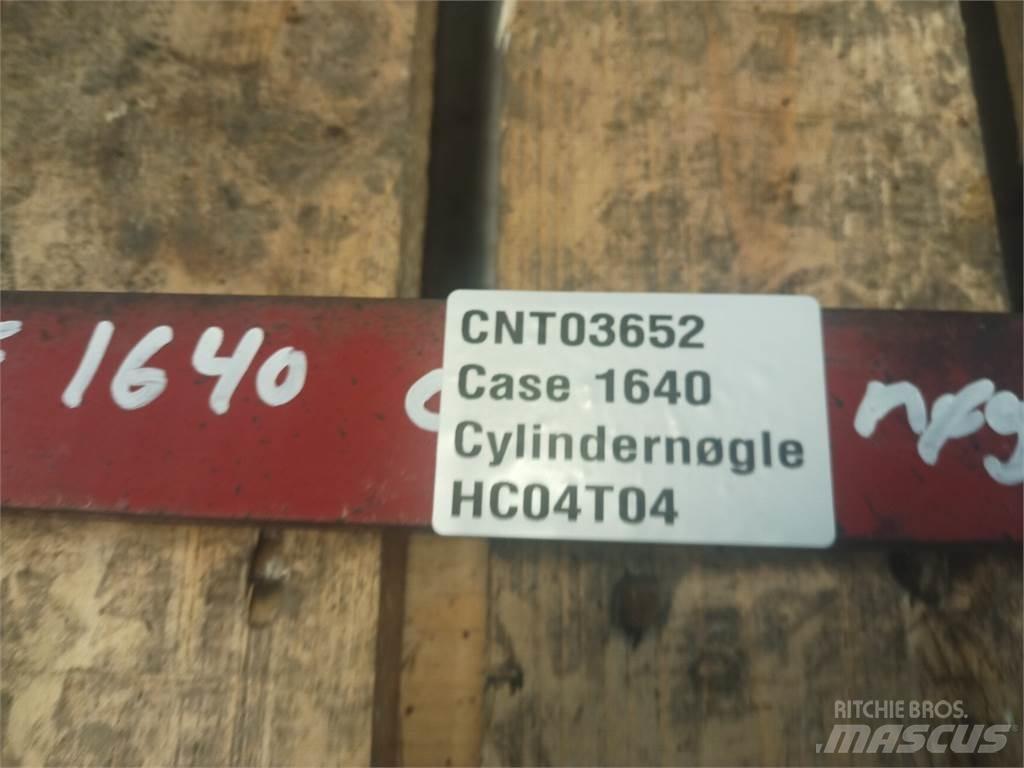 1640
CNT03652
Case 1640
Cylindernøgle
HC04T04
RITCHIE BROS.
MASCUS